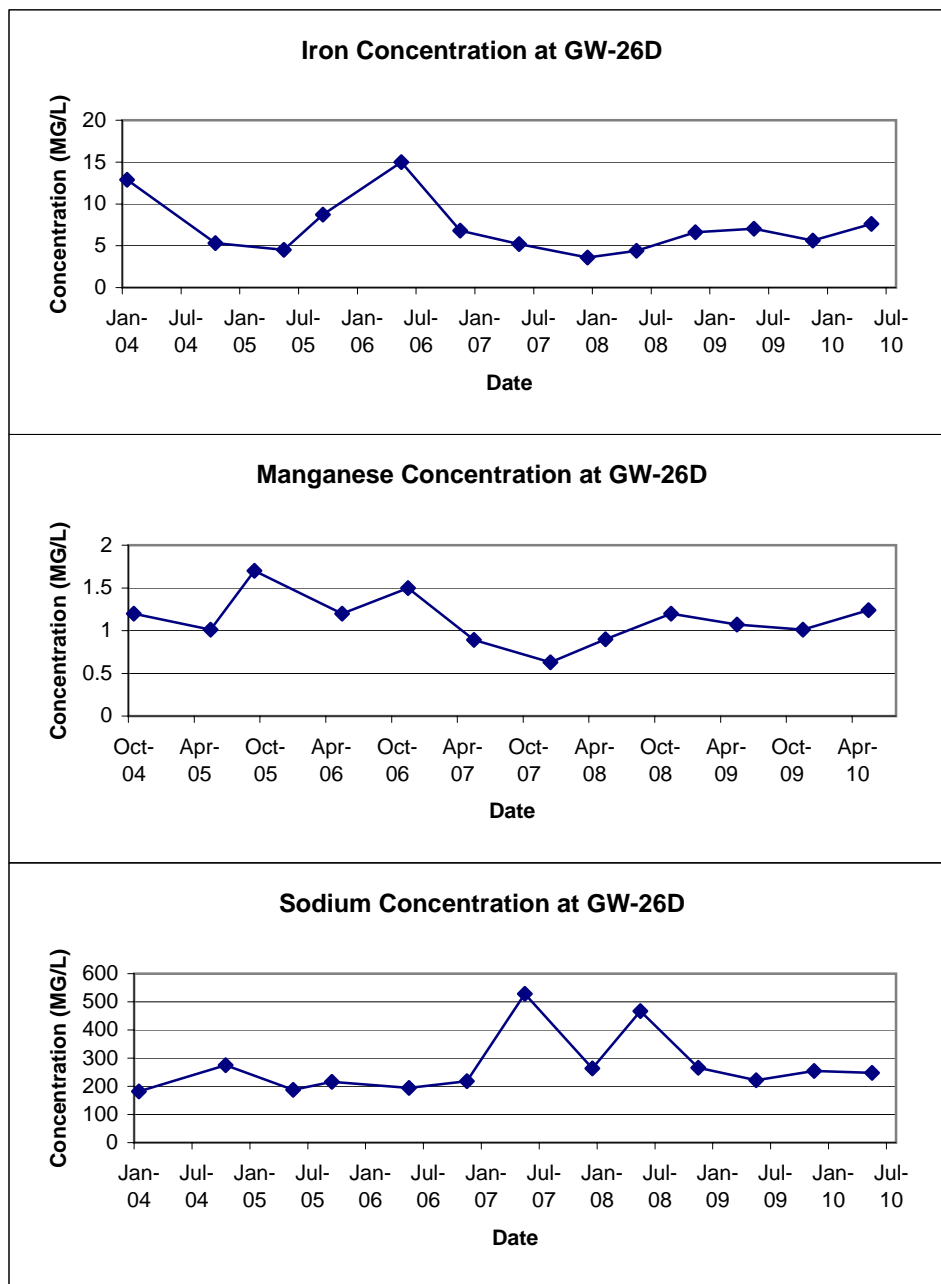 Iron Concentration at GW-26D
Concentration (MG/L)
20
15
10
5
0
Jan-04 Jul-04 Jan-05 Jul-05 Jan-06 Jul-06 Jan-07 Jul-07 Jan-08 Jul-08 Jan-09 Jul-09 Jan-10 Jul-10
Date
Manganese Concentration at GW-26D
Concentration (MG/L)
2
1.5
1
0.5
0
Oct-04 Apr-05 Oct-05 Apr-06 Oct-06 Apr-07 Oct-07 Apr-08 Oct-08 Apr-09 Oct-09 Apr-10
Date
Sodium Concentration at GW-26D
Concentration (MG/L)
600
500
400
300
200
100
0
Jan-04 Jul-04 Jan-05 Jul-05 Jan-06 Jul-06 Jan-07 Jul-07 Jan-08 Jul-08 Jan-09 Jul-09 Jan-10 Jul-10
Date